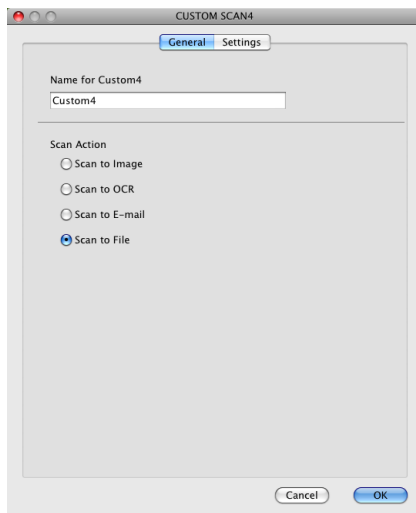 CUSTOM SCAN4
General Settings
Name for Custom4
Custom4
Scan Action
Scan to Image
Scan to OCR
Scan to E-mail
Scan to File
Cancel OK